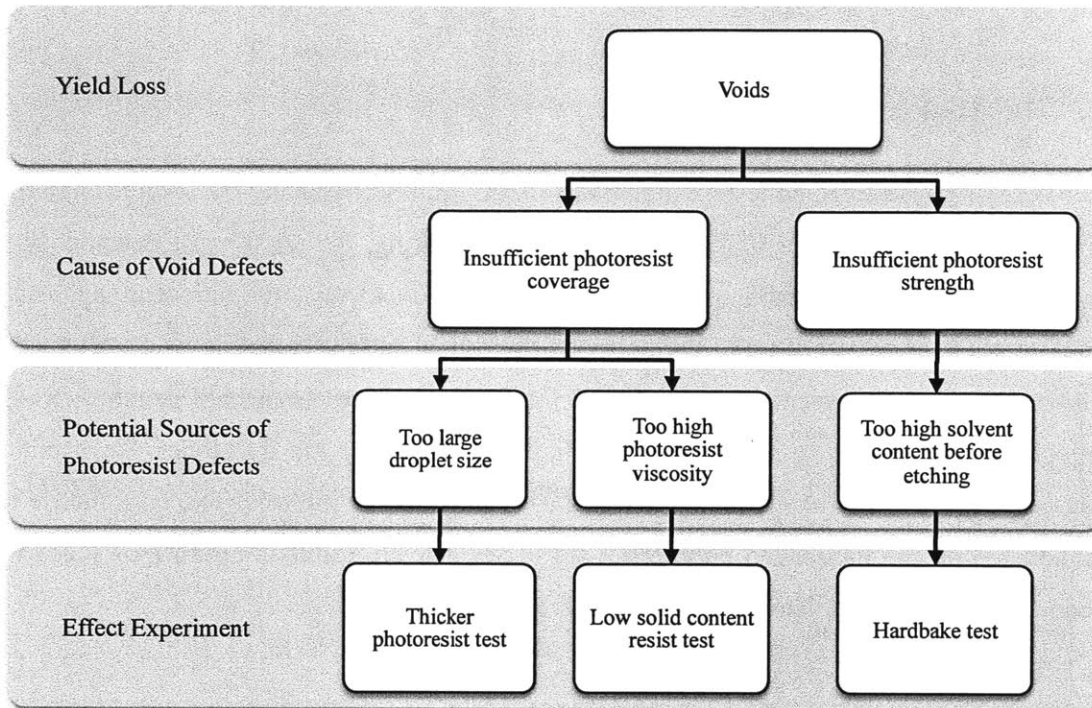 Yield Loss
Voids
Cause of Void Defects
Insufficient photoresist
coverage
Insufficient photoresist
strength
Potential Sources of
Photoresist Defects
Too large
droplet size
Too high
photoresist
viscosity
Too high solvent
content before
etching
Effect Experiment
Thicker
photoresist test
Low solid content
resist test
Hardbake test